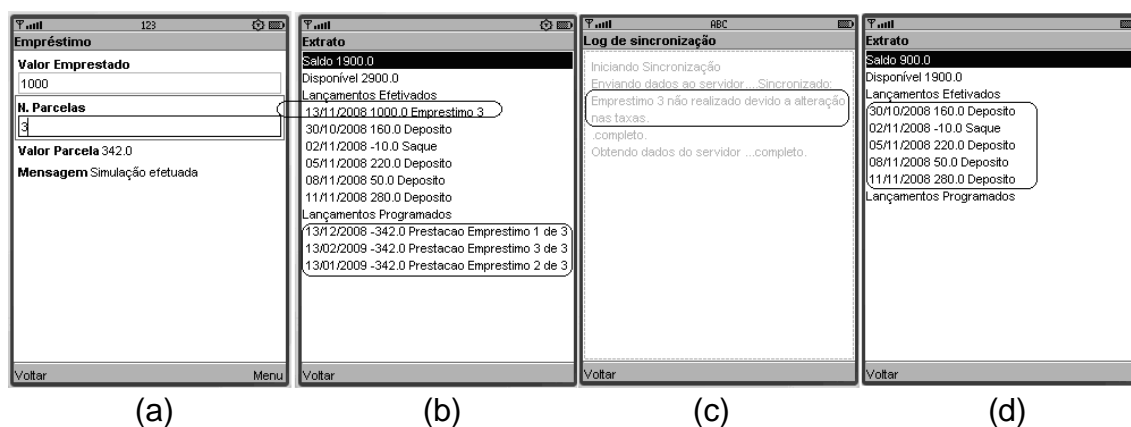 123
Empréstimo
Valor Emprestado
1000
N. Parcelas
3
Valor Parcela 342.0
Mensagem Simulação efetuada
Voltar
Menu
Extrato
Saldo 1900.0
Disponível 2900.0
Lançamentos Efetivados
13/11/2008 1000.0 Emprestimo 3
30/10/2008 160.0 Deposito
02/11/2008 -10.0 Saque
05/11/2008 220.0 Deposito
08/11/2008 50.0 Deposito
11/11/2008 280.0 Deposito
Lançamentos Programados
13/12/2008 -342.0 Prestacao Emprestimo 1 de 3
13/02/2009 -342.0 Prestacao Emprestimo 3 de 3
13/01/2009 -342.0 Prestacao Emprestimo 2 de 3
Voltar
ABC
Log de sincronização
Iniciando Sincronização
Enviando dados ao servidor....Sincronizado:
Emprestimo 3 não realizado devido a alteração
nas taxas.
.completo.
Obtendo dados do servidor ...completo.
Voltar
Extrato
Saldo 900.0
Disponível 1900.0
Lançamentos Efetivados
30/10/2008 160.0 Deposito
02/11/2008 -10.0 Saque
05/11/2008 220.0 Deposito
08/11/2008 50.0 Deposito
11/11/2008 280.0 Deposito
Lançamentos Programados
Voltar
(a)
(b)
(c)
(d)